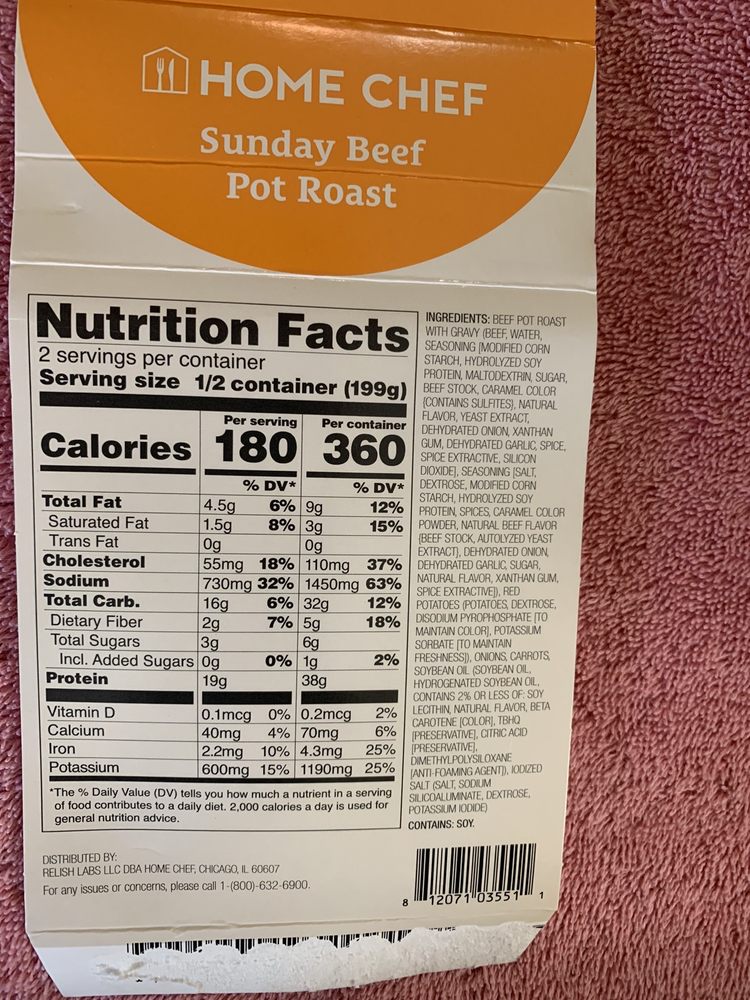 HOME CHEF
Sunday Beef
Pot Roast
Nutrition Facts
2 servings per container
Serving size 1/2 container (199g)
Per serving Per container
Calories 180 360
% DV* % DV*
Total Fat 4.5g 6% 9g 12%
Saturated Fat 1.5g 8% 3g 15%
Trans Fat 0g 0g
Cholesterol 55mg 18% 110mg 37%
Sodium 730mg 32% 1450mg 63%
Total Carb. 16g 6% 32g 12%
Dietary Fiber 2g 7% 5g 18%
Total Sugars 3g 6g
Incl. Added Sugars 0g 0% 1g 2%
Protein 19g 38g
Vitamin D 0.1mcg 0% 0.2mcg 2%
Calcium 40mg 4% 70mg 6%
Iron 2.2mg 10% 4.3mg 25%
Potassium 600mg 15% 1190mg 25%
*The % Daily Value (DV) tells you how much a nutrient in a serving
of food contributes to a daily diet. 2,000 calories a day is used for
general nutrition advice.
INGREDIENTS: BEEF POT ROAST
WITH GRAVY (BEEF, WATER,
SEASONING [MODIFIED CORN
STARCH, HYDROLYZED SOY
PROTEIN, MALTODEXTRIN, SUGAR,
BEEF STOCK, CARAMEL COLOR
(CONTAINS SULFITES), NATURAL
FLAVOR, YEAST EXTRACT,
DEHYDRATED ONION, XANTHAN
GUM, DEHYDRATED GARLIC, SPICE,
SPICE EXTRACTIVE, SILICON
DIOXIDE], SEASONING [SALT,
DEXTROSE, MODIFIED CORN
STARCH, HYDROLYZED SOY
PROTEIN, SPICES, CARAMEL COLOR
POWDER, NATURAL BEEF FLAVOR
(BEEF STOCK, AUTOLYZED YEAST
EXTRACT), DEHYDRATED ONION,
DEHYDRATED GARLIC, SUGAR,
NATURAL FLAVOR, XANTHAN GUM,
SPICE EXTRACTIVE]), RED
POTATOES (POTATOES, DEXTROSE,
DISODIUM PYROPHOSPHATE [TO
MAINTAIN COLOR], POTASSIUM
SORBATE [TO MAINTAIN
FRESHNESS]), ONIONS, CARROTS,
SOYBEAN OIL (SOYBEAN OIL,
HYDROGENATED SOYBEAN OIL,
CONTAINS 2% OR LESS OF: SOY
LECITHIN, NATURAL FLAVOR, BETA
CAROTENE [COLOR], TBHQ
[PRESERVATIVE], CITRIC ACID
[PRESERVATIVE],
DIMETHYLPOLYSILOXANE
[ANTI-FOAMING AGENT]), IODIZED
SALT (SALT, SODIUM
SILICOALUMINATE, DEXTROSE,
POTASSIUM IODIDE)
CONTAINS: SOY.
DISTRIBUTED BY:
RELISH LABS LLC DBA HOME CHEF, CHICAGO, IL 60607
For any issues or concerns, please call 1-(800)-632-6900.
8 12071 03551 1